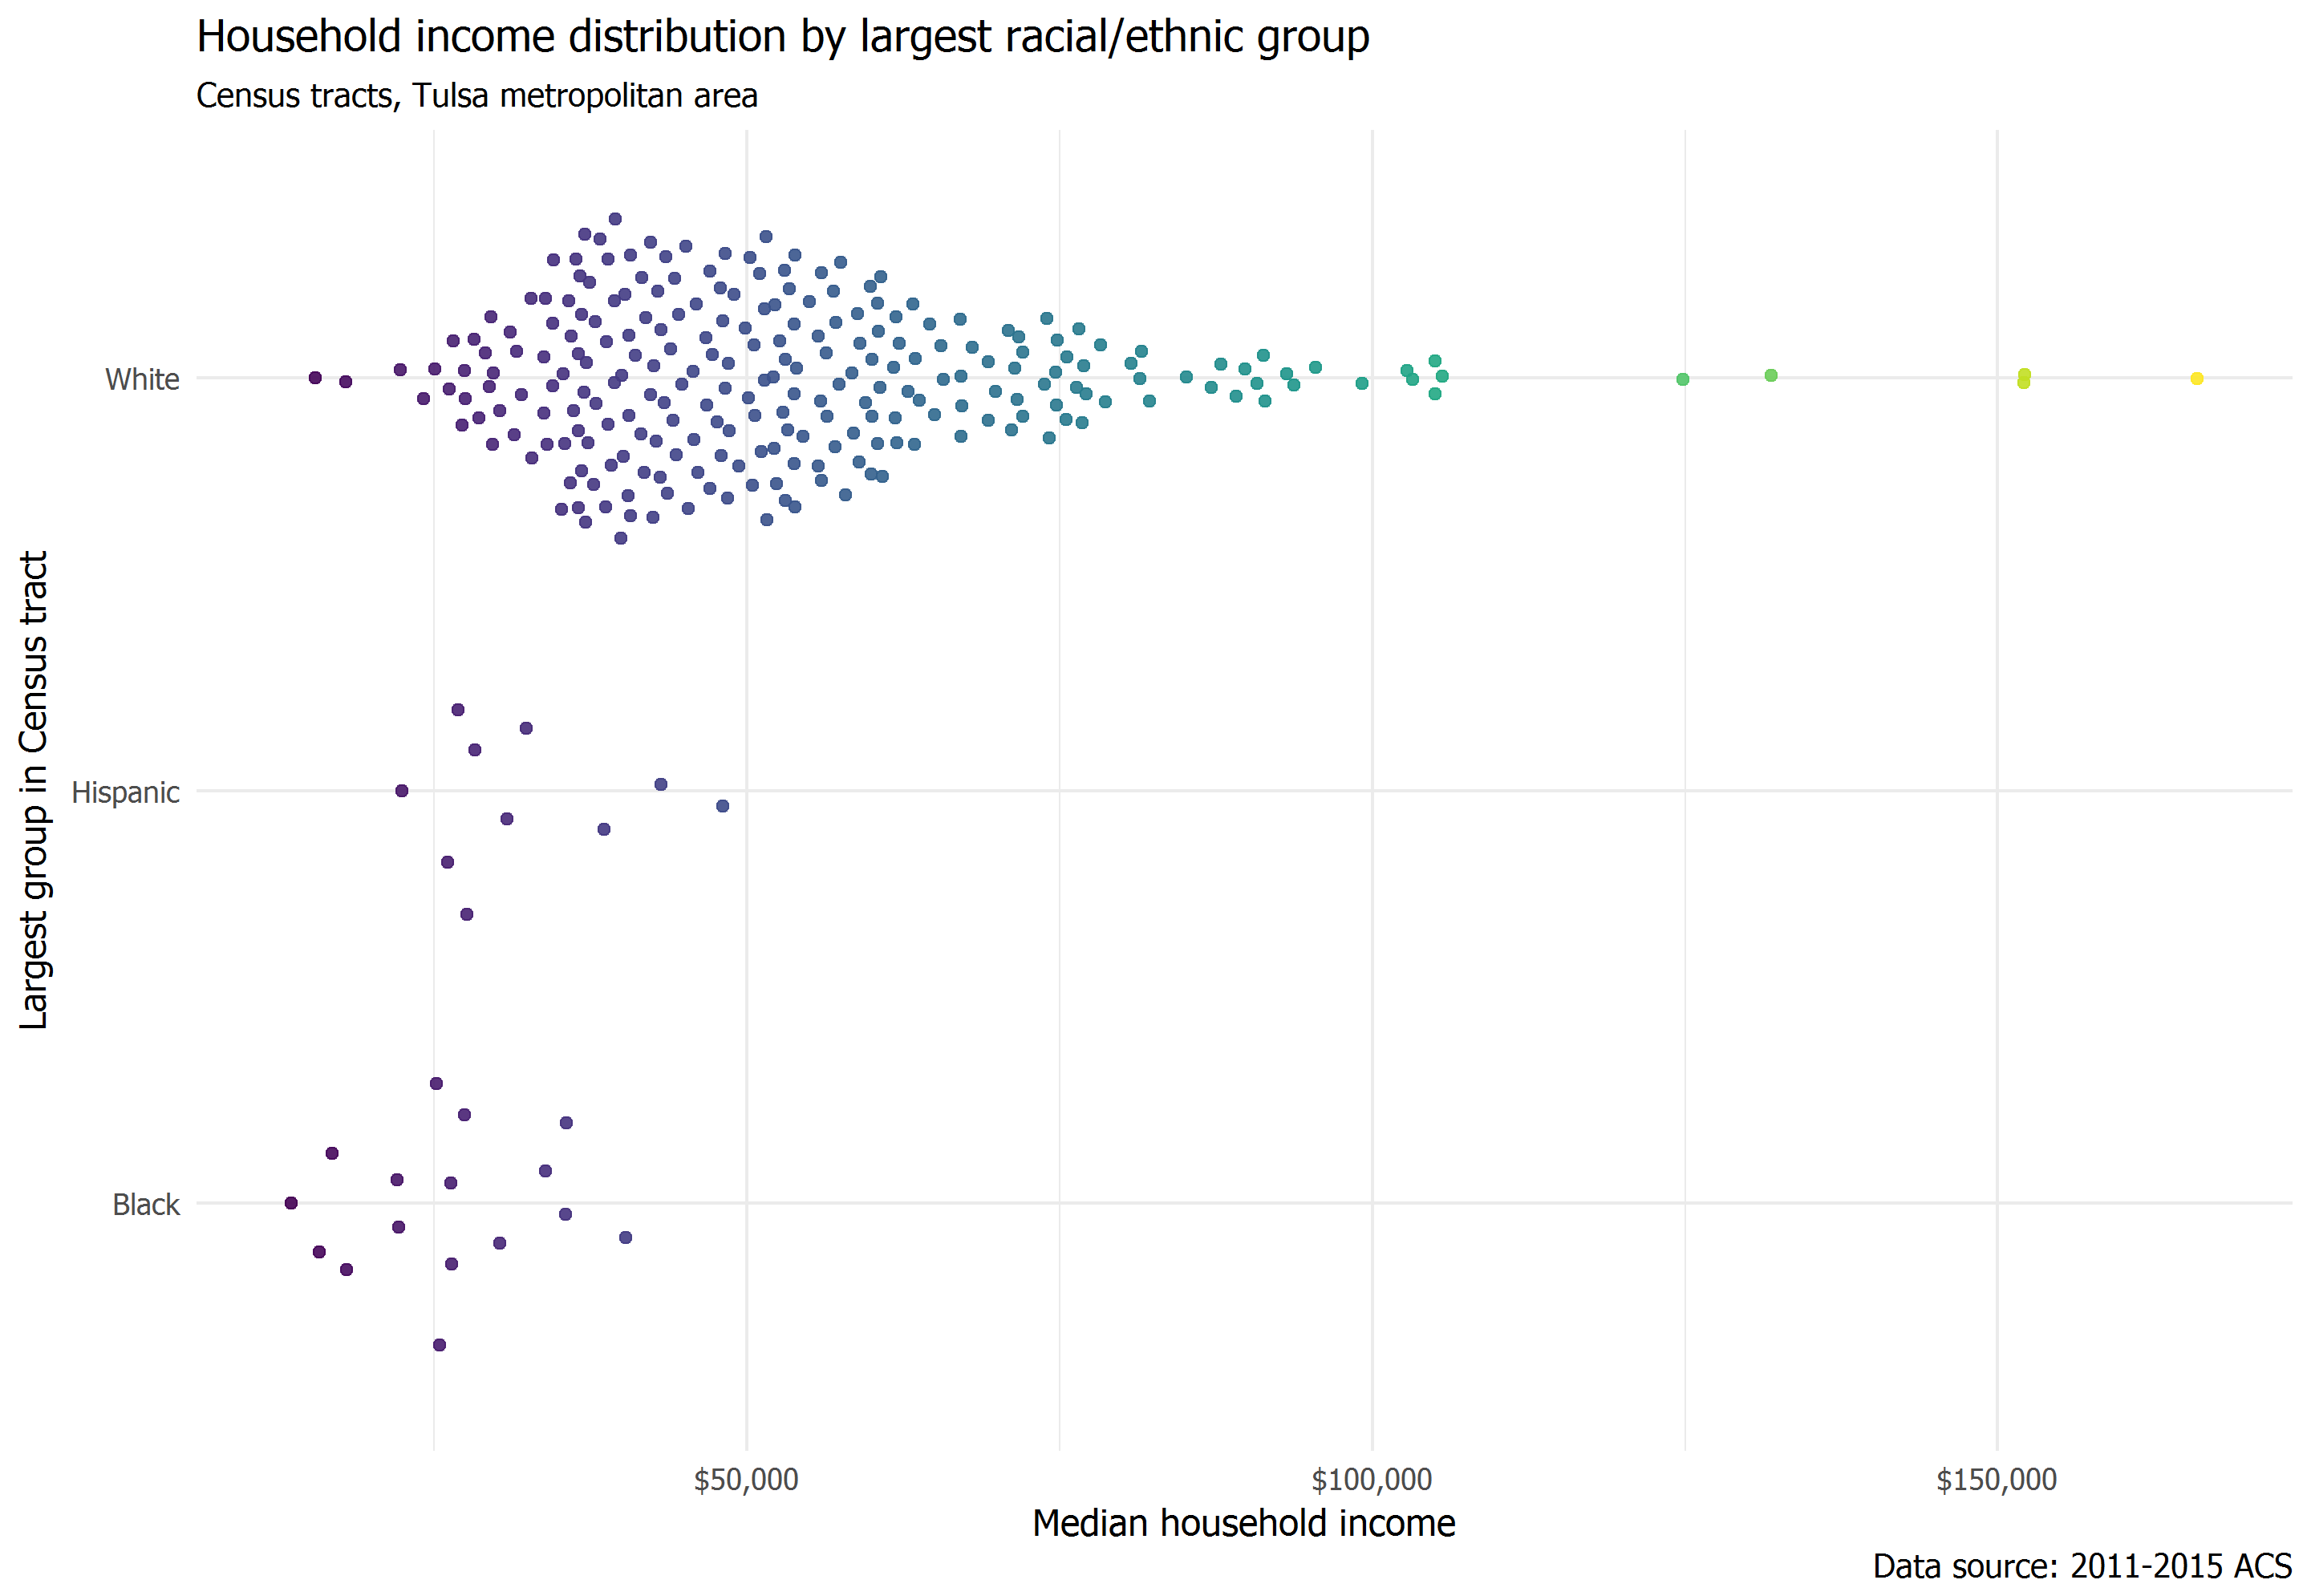 Household income distribution by largest racial/ethnic group
Census tracts, Tulsa metropolitan area
Largest group in Census tract
White
Hispanic
Black
$50,000
$100,000
$150,000
Median household income
Data source: 2011-2015 ACS